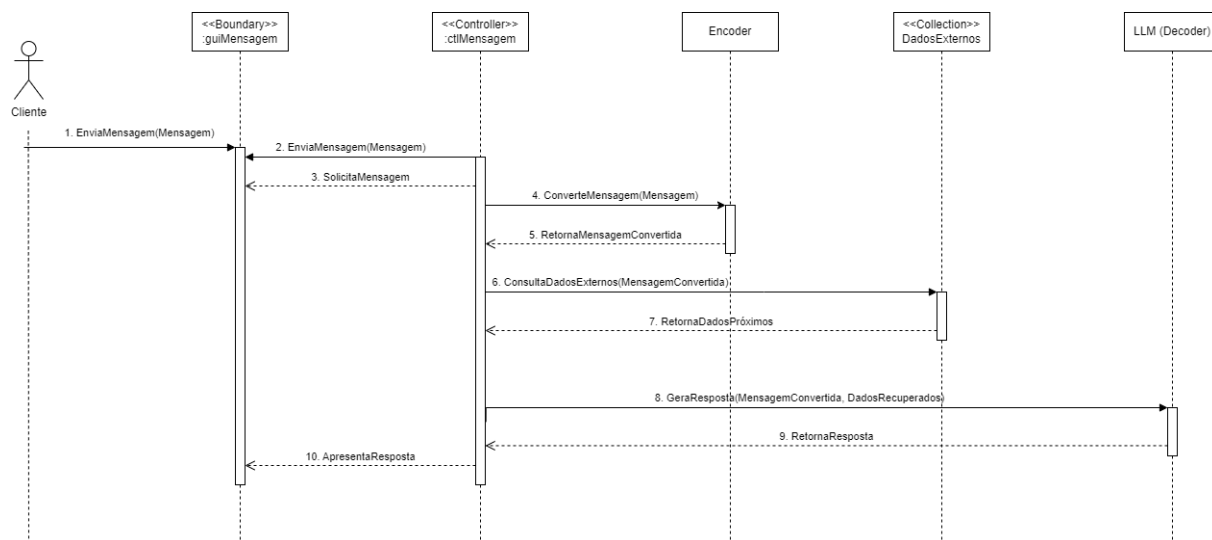 <<Boundary>>
:guiMensagem
<<Controller>>
:ctlMensagem
Encoder
<<Collection>>
DadosExternos
LLM (Decoder)
Cliente
1. EnviaMensagem(Mensagem)
2. EnviaMensagem(Mensagem)
3. SolicitaMensagem
4. ConverteMensagem(Mensagem)
5. RetornaMensagemConvertida
6. ConsultaDadosExternos(MensagemConvertida)
7. RetornaDadosPróximos
8. GeraResposta(MensagemConvertida, DadosRecuperados)
9. RetornaResposta
10. ApresentaResposta